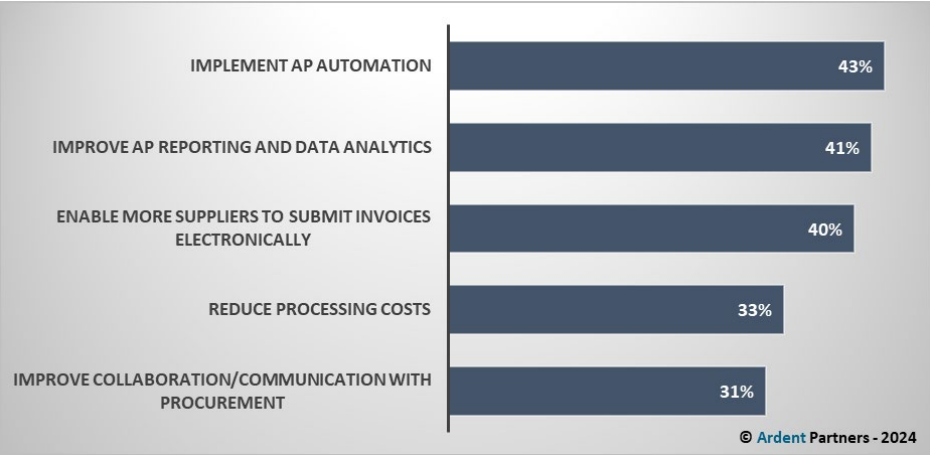 IMPLEMENT AP AUTOMATION
43%
IMPROVE AP REPORTING AND DATA ANALYTICS
41%
ENABLE MORE SUPPLIERS TO SUBMIT INVOICES
ELECTRONICALLY
40%
REDUCE PROCESSING COSTS
33%
IMPROVE COLLABORATION/COMMUNICATION WITH
PROCUREMENT
31%
© Ardent Partners - 2024